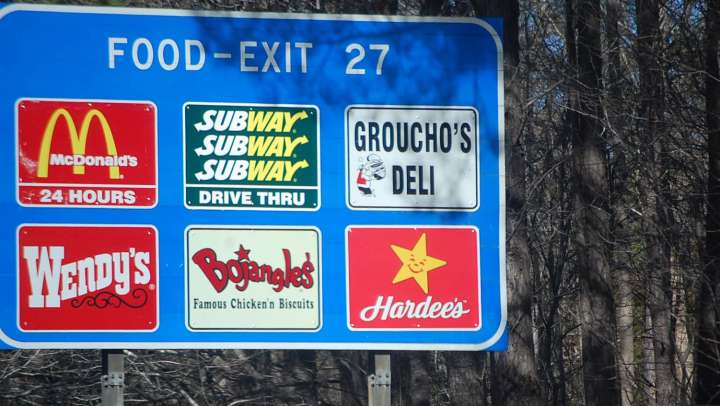 FOOD-EXIT 27
McDonald's
24 HOURS
SUBWAY
SUBWAY
SUBWAY
DRIVE THRU
GROUCHO'S
DELI
WENDY'S
Bojangles'
Famous Chicken 'n Biscuits
Hardee's